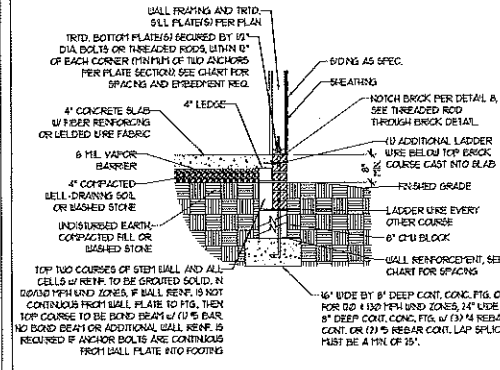 WALL FRAMING AND TRTD.
SILL PLATE(S) PER PLAN
TRTD. BOTTOM PLATE(S) SECURED BY 1/2"
DIA. BOLTS OR THREADED RODS, WITHIN 12"
OF EACH CORNER (MINIMUM OF TWO ANCHORS
PER PLATE SECTION). SEE CHART FOR
SPACING AND EMBEDMENT REQ.
4" LEDGE
4" CONCRETE SLAB
W/ FIBER REINFORCING
OR WELDED WIRE FABRIC
6 MIL VAPOR
BARRIER
4" COMPACTED
WELL-DRAINING SOIL
OR WASHED STONE
UNDISTURBED EARTH,
COMPACTED FILL OR
WASHED STONE
TOP TWO COURSES OF STEM WALL AND ALL
CELLS W/ REINF. TO BE GROUTED SOLID. IN
120/130 MPH WIND ZONES, IF WALL REINF. IS NOT
CONTINUOUS FROM WALL PLATE TO FTG, THEN
TOP COURSE TO BE BOND BEAM W/ (1) #5 BAR.
NO BOND BEAM OR ADDITIONAL WALL REINF. IS
REQUIRED IF ANCHOR BOLTS ARE CONTINUOUS
FROM WALL PLATE INTO FOOTING
SIDING AS SPEC.
SHEATHING
NOTCH BRICK PER DETAIL 8,
SEE THREADED ROD
THROUGH BRICK DETAIL
(1) ADDITIONAL LADDER
WIRE BELOW TOP BRICK
COURSE CAST INTO SLAB
8"
MIN.
FINISHED GRADE
LADDER WIRE EVERY
OTHER COURSE
6" CMU BLOCK
WALL REINFORCEMENT, SEE
CHART FOR SPACING
16" WIDE BY 8" DEEP CONT. CONC. FTG. O
FOR 120 & 130 MPH WIND ZONES, 24" WIDE
8" DEEP CONT. CONC. FTG. W/ (3) #4 REBA
CONT. OR (2) #5 REBAR CONT. LAP SPLIC
MUST BE A MIN. OF 25".